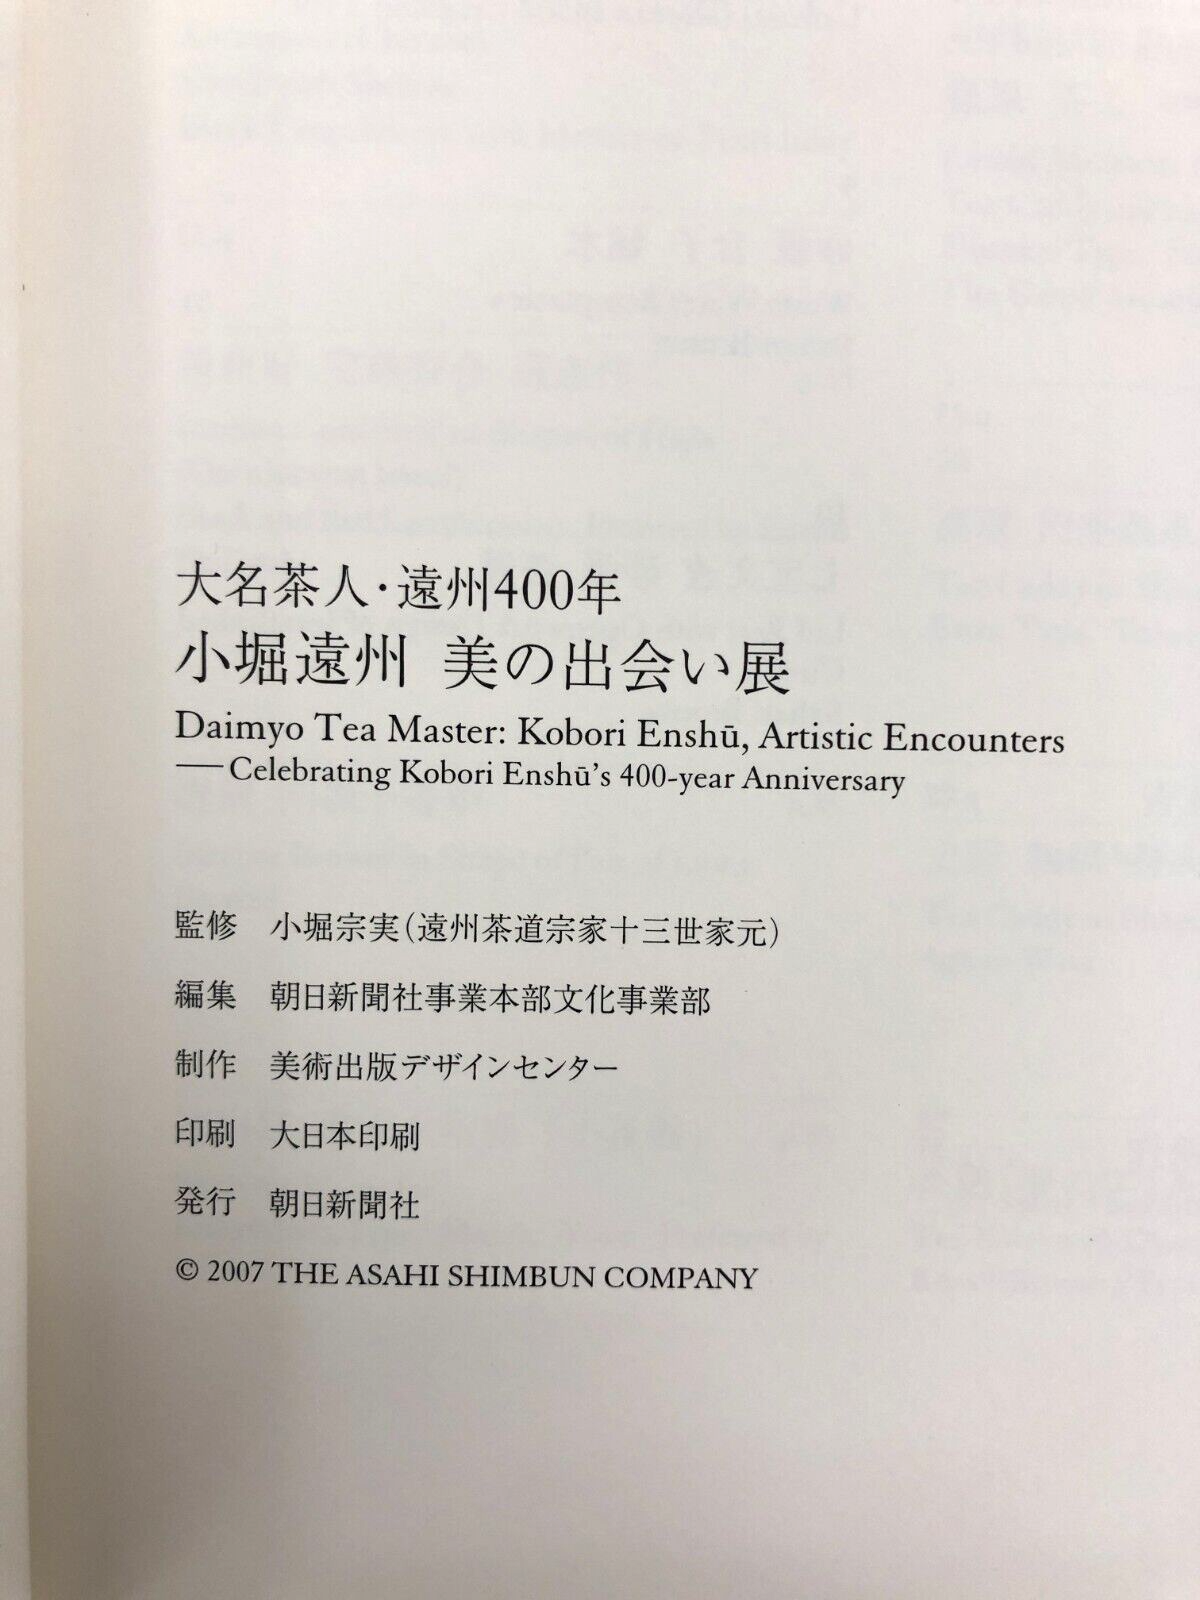 大名茶人・遠州400年
小堀遠州 美の出会い展
Daimyo Tea Master: Kobori Enshū, Artistic Encounters
——Celebrating Kobori Enshū's 400-year Anniversary
監修 小堀宗実（遠州茶道宗家十三世家元）
編集 朝日新聞社事業本部文化事業部
制作 美術出版デザインセンター
印刷 大日本印刷
発行 朝日新聞社
© 2007 THE ASAHI SHIMBUN COMPANY